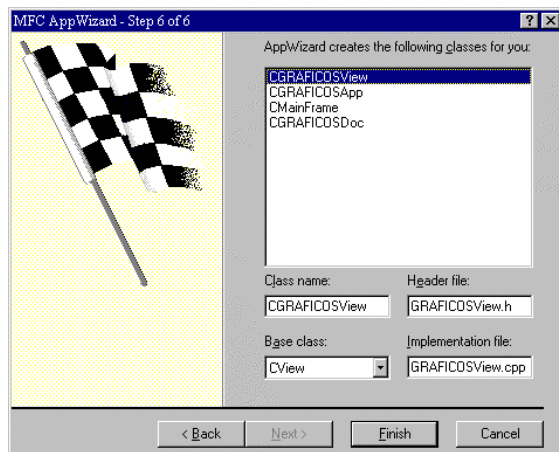 MFC AppWizard - Step 6 of 6
AppWizard creates the following classes for you:
CGRAFICOSView
CGRAFICOSApp
CMainFrame
CGRAFICOSDoc
Class name:
Header file:
CGRAFICOSView
GRAFICOSView.h
Base class:
Implementation file:
CView
GRAFICOSView.cpp
< Back
Next >
Finish
Cancel